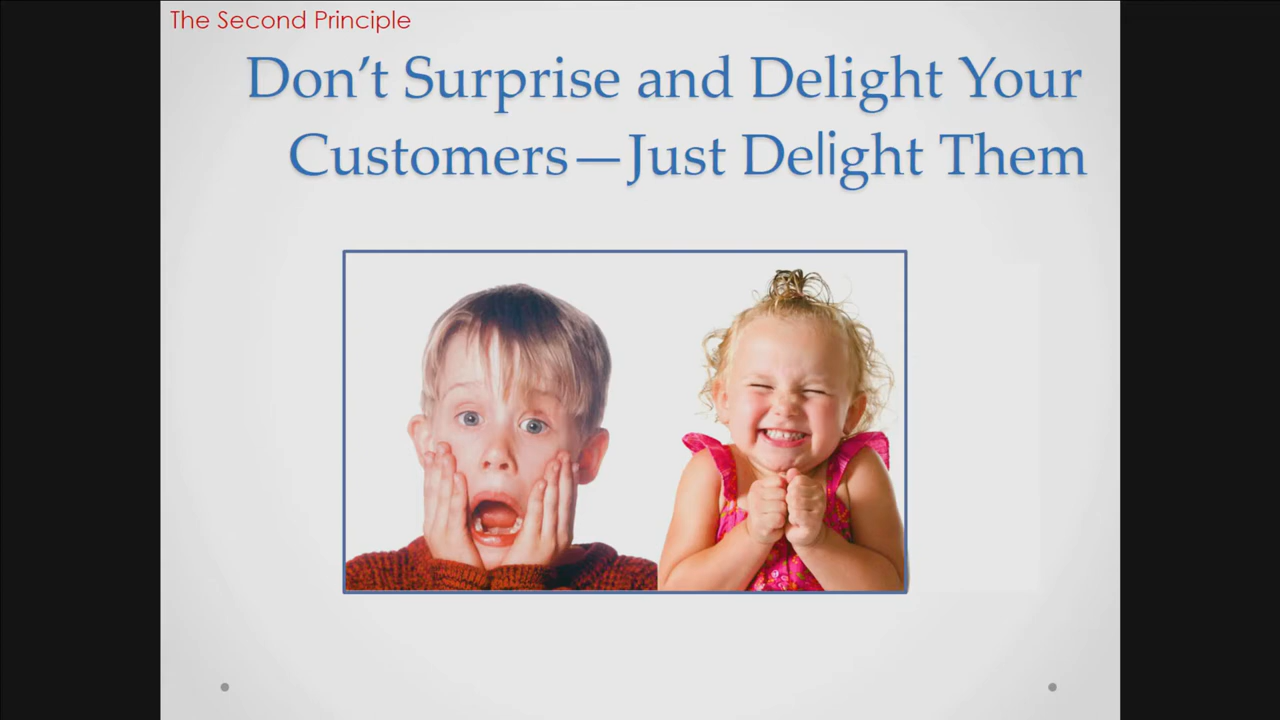 The Second Principle
Don’t Surprise and Delight Your
Customers—Just Delight Them